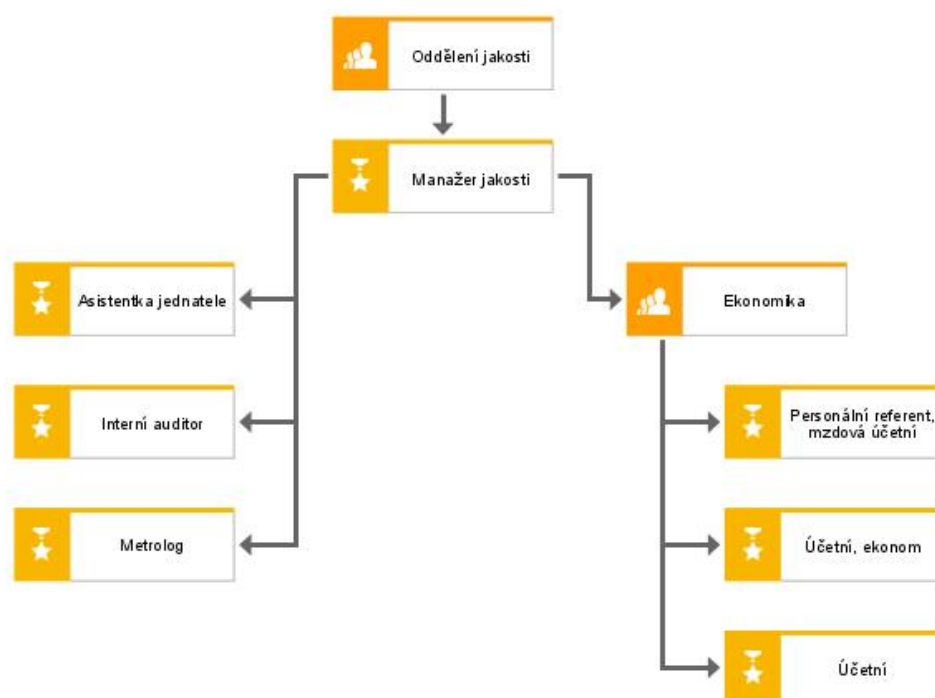 Oddělení jakosti
Manažer jakosti
Asistentka jednatele
Ekonomika
Interní auditor
Personální referent,
mzdová účetní
Metrolog
Účetní, ekonom
Účetní